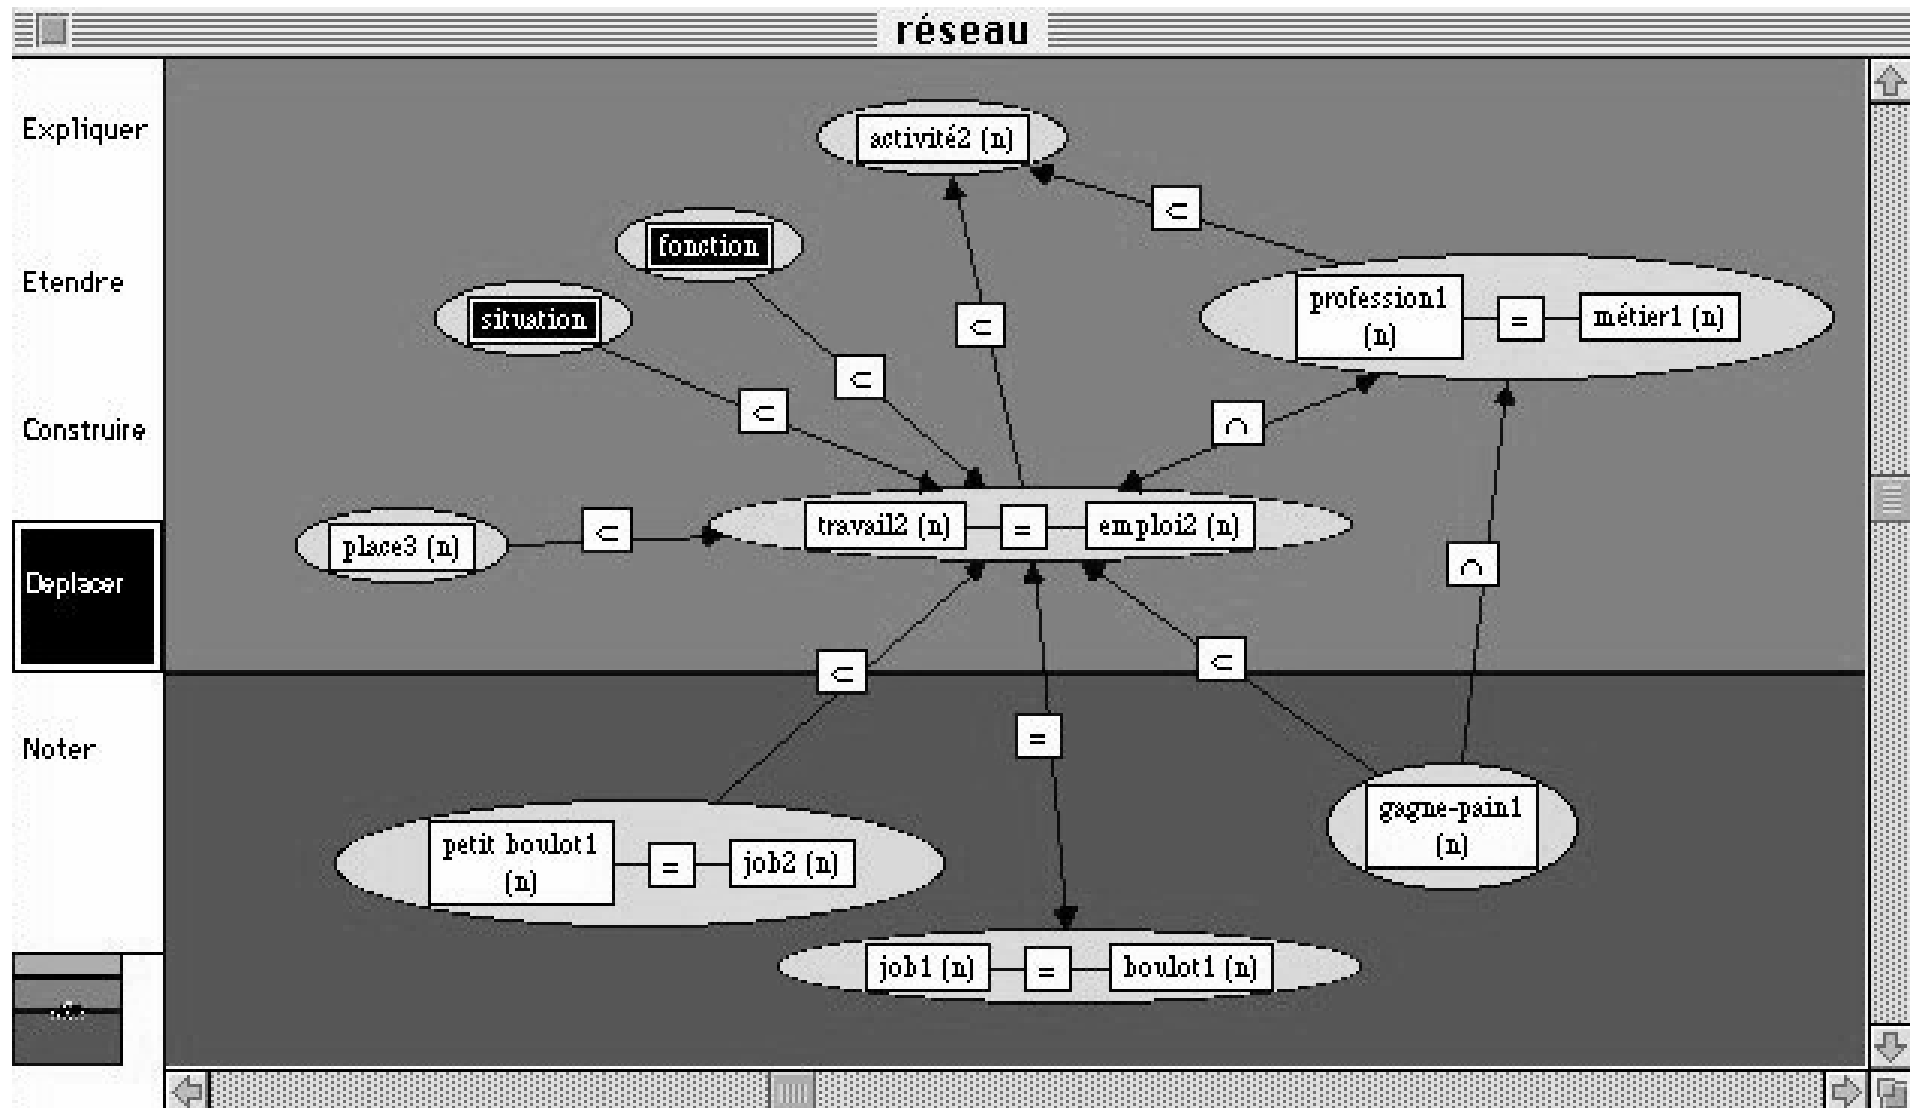 réseau
Expliquer
Etendre
Construire
Deplacer
Noter
activité2 (n)
⊂
fonction
situation
⊂
profession1
(n)
=
métier1 (n)
⊂
⊂
∩
place3 (n)
⊂
travail2 (n)
=
emploi2 (n)
∩
⊂
⊂
=
petit boulot1
(n)
=
job2 (n)
gagne-pain1
(n)
job1 (n)
=
boulot1 (n)